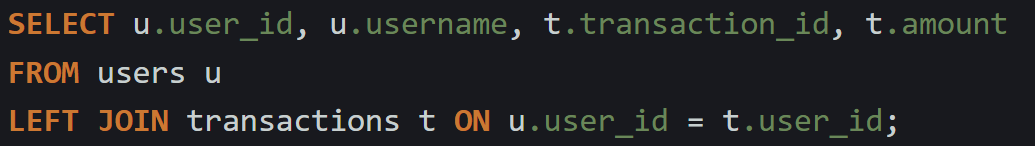 SELECT u.user_id, u.username, t.transaction_id, t.amount
FROM users u
LEFT JOIN transactions t ON u.user_id = t.user_id;